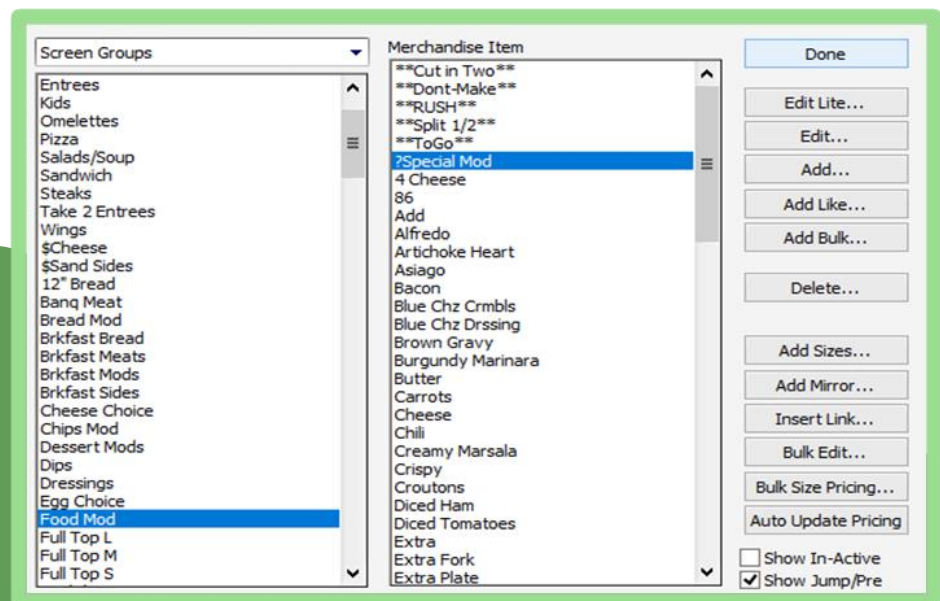 Screen Groups
Entrees
Kids
Omelettes
Pizza
Salads/Soup
Sandwich
Steaks
Take 2 Entrees
Wings
$Cheese
$Sand Sides
12" Bread
Banq Meat
Bread Mod
Brkfast Bread
Brkfast Meats
Brkfast Mods
Brkfast Sides
Cheese Choice
Chips Mod
Dessert Mods
Dips
Dressings
Egg Choice
Food Mod
Full Top L
Full Top M
Full Top S
Merchandise Item
**Cut in Two**
**Dont-Make**
**RUSH**
**Split 1/2**
**ToGo**
?Special Mod
4 Cheese
86
Add
Alfredo
Artichoke Heart
Asiago
Bacon
Blue Chz Crmbls
Blue Chz Drssing
Brown Gravy
Burgundy Marinara
Butter
Carrots
Cheese
Chili
Creamy Marsala
Crispy
Croutons
Diced Ham
Diced Tomatoes
Extra
Extra Fork
Extra Plate
Done
Edit Lite...
Edit...
Add...
Add Like...
Add Bulk...
Delete...
Add Sizes...
Add Mirror...
Insert Link...
Bulk Edit...
Bulk Size Pricing...
Auto Update Pricing
Show In-Active
Show Jump/Pre